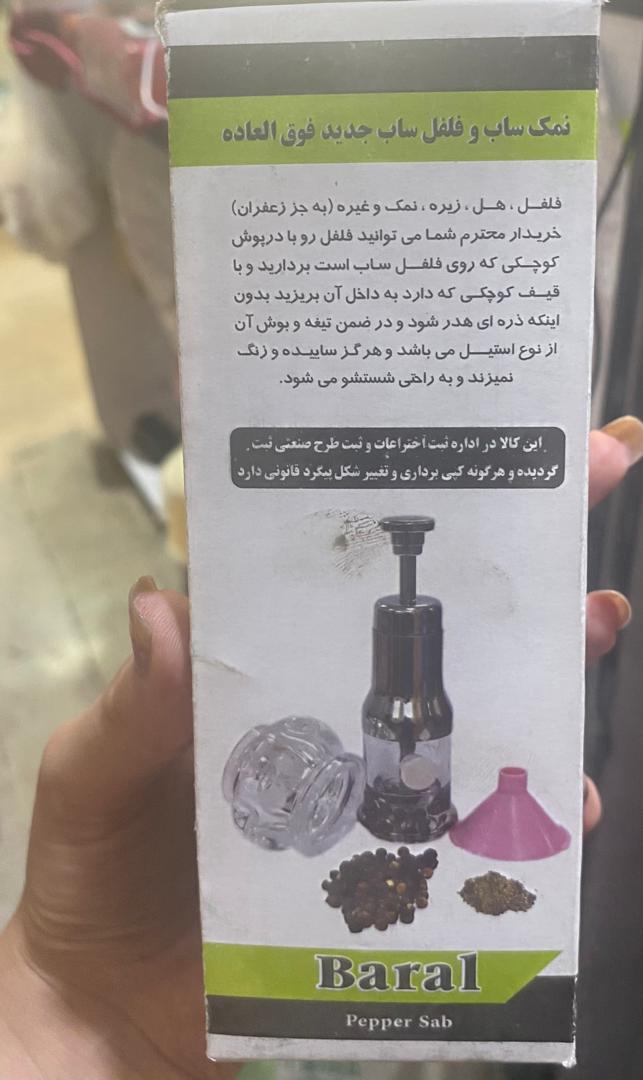 نمک ساب و فلفل ساب جدید فوق العاده
فلفل ، هل ، زیره ، نمک و غیره (به جز زعفران)
خریدار محترم شما می توانید فلفل رو با درپوش
کوچکی که روی فلفل ساب است بردارید و با
قیف کوچکی که دارد به داخل آن بریزید بدون
اینکه ذره ای هدر شود و در ضمن تیغه و بوش آن
از نوع استیل می باشد و هرگز ساییده و زنگ
نمیزند و به راحتی شستشو می شود.
این کالا در اداره ثبت اختراعات و ثبت طرح صنعتی ثبت
گردیده و هرگونه کپی برداری و تغییر شکل پیگرد قانونی دارد
Baral
Pepper Sab